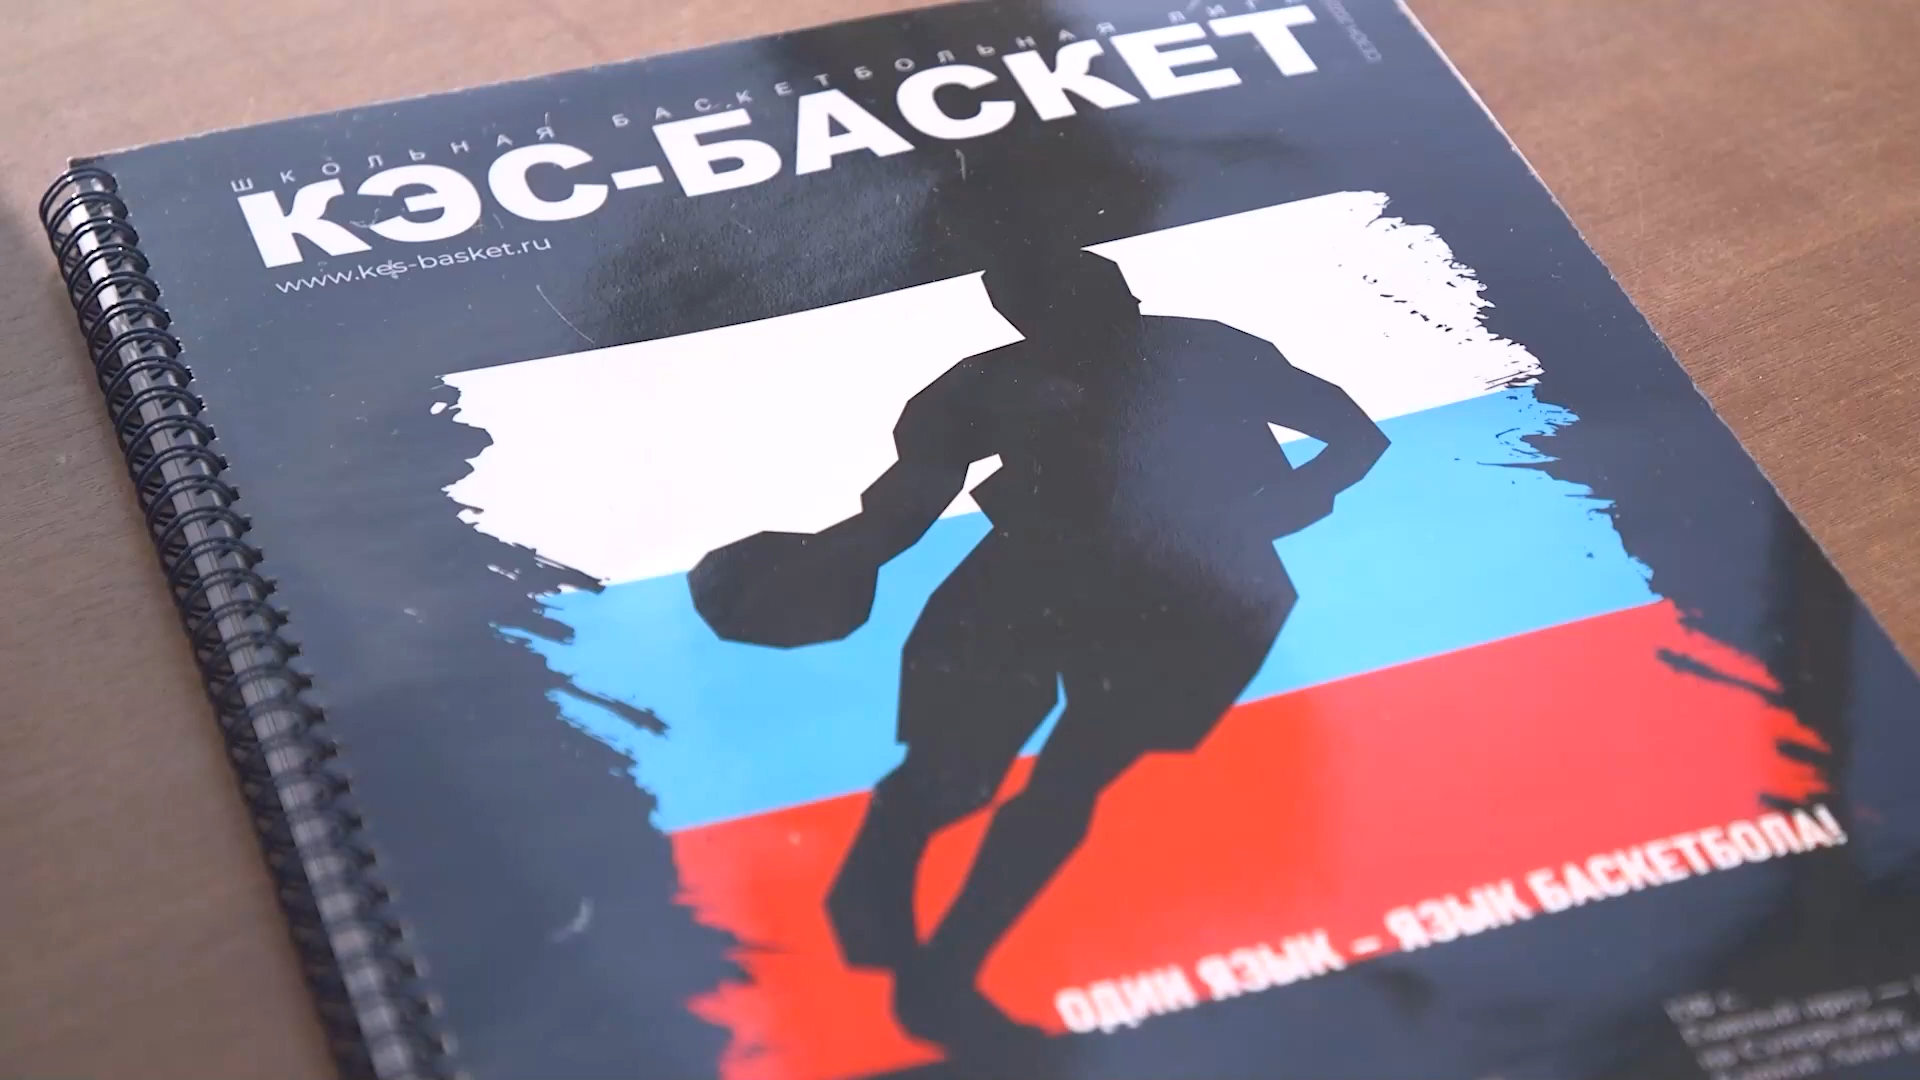 ШКОЛЬНАЯ БАСКЕТБОЛЬНАЯ ЛИГА
КЭС-БАСКЕТ
www.kes-basket.ru
ОДИН ЯЗЫК – ЯЗЫК БАСКЕТБОЛА!